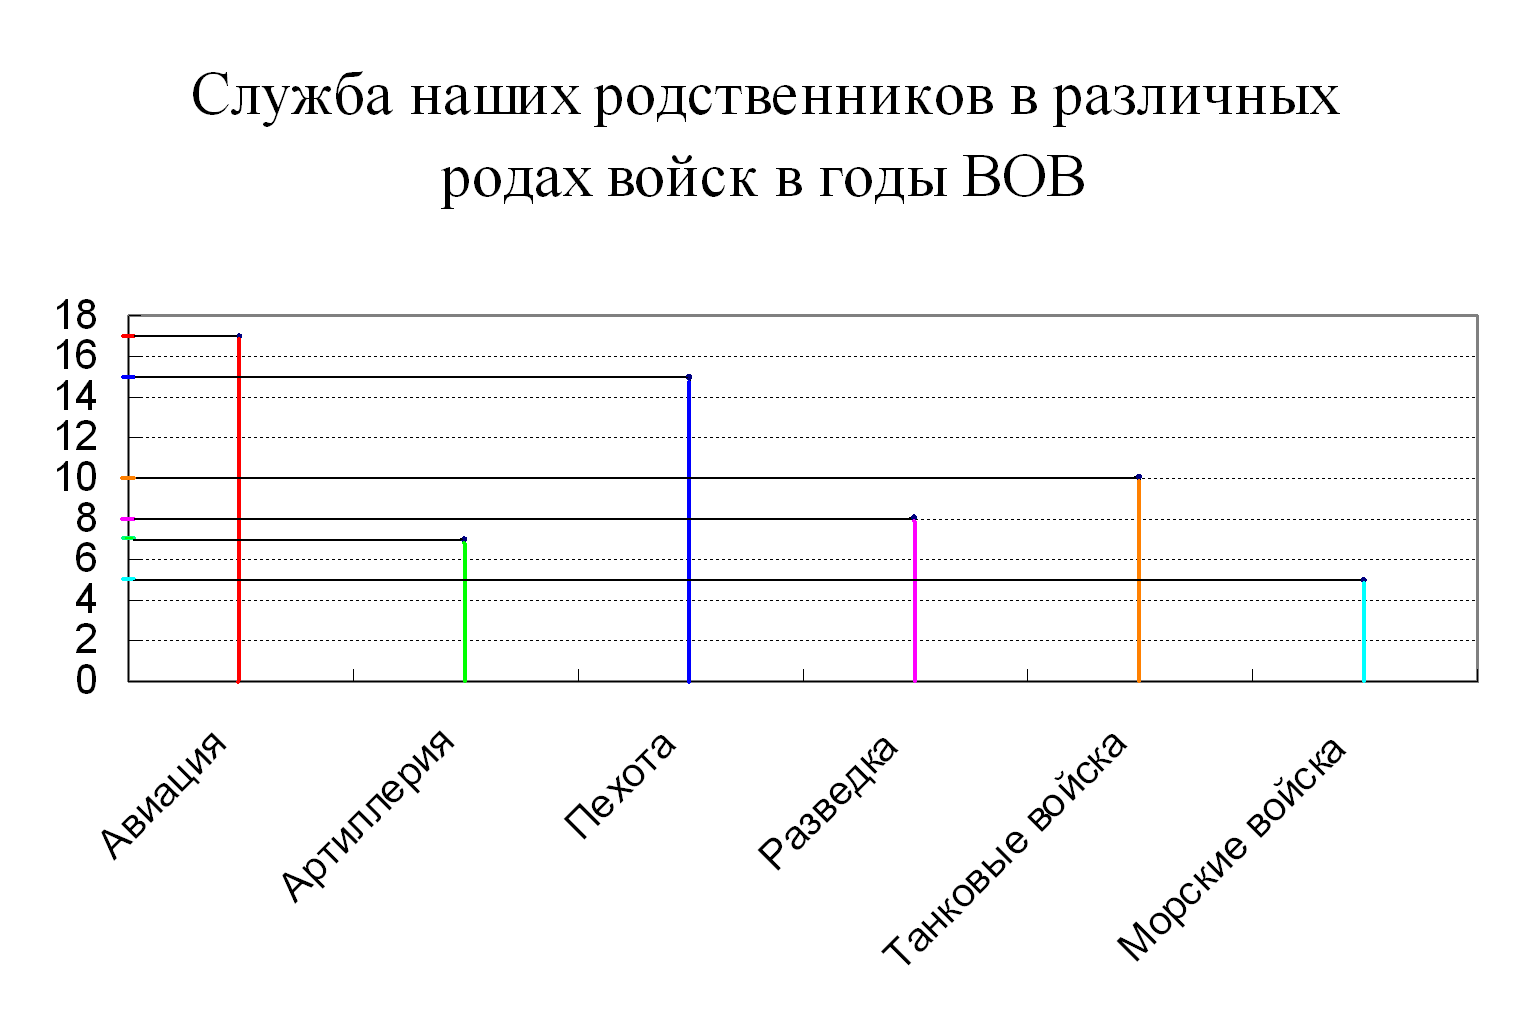 Служба наших родственников в различных
родах войск в годы ВОВ
18
16
14
12
10
8
6
4
2
0
Авиация
Артиллерия
Пехота
Разведка
Танковые войска
Морские войска